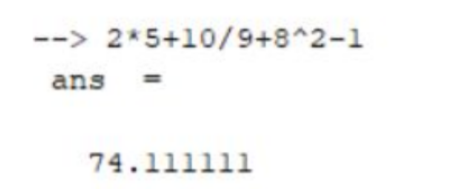 --> 2*5+10/9+8^2-1
ans =
74.111111